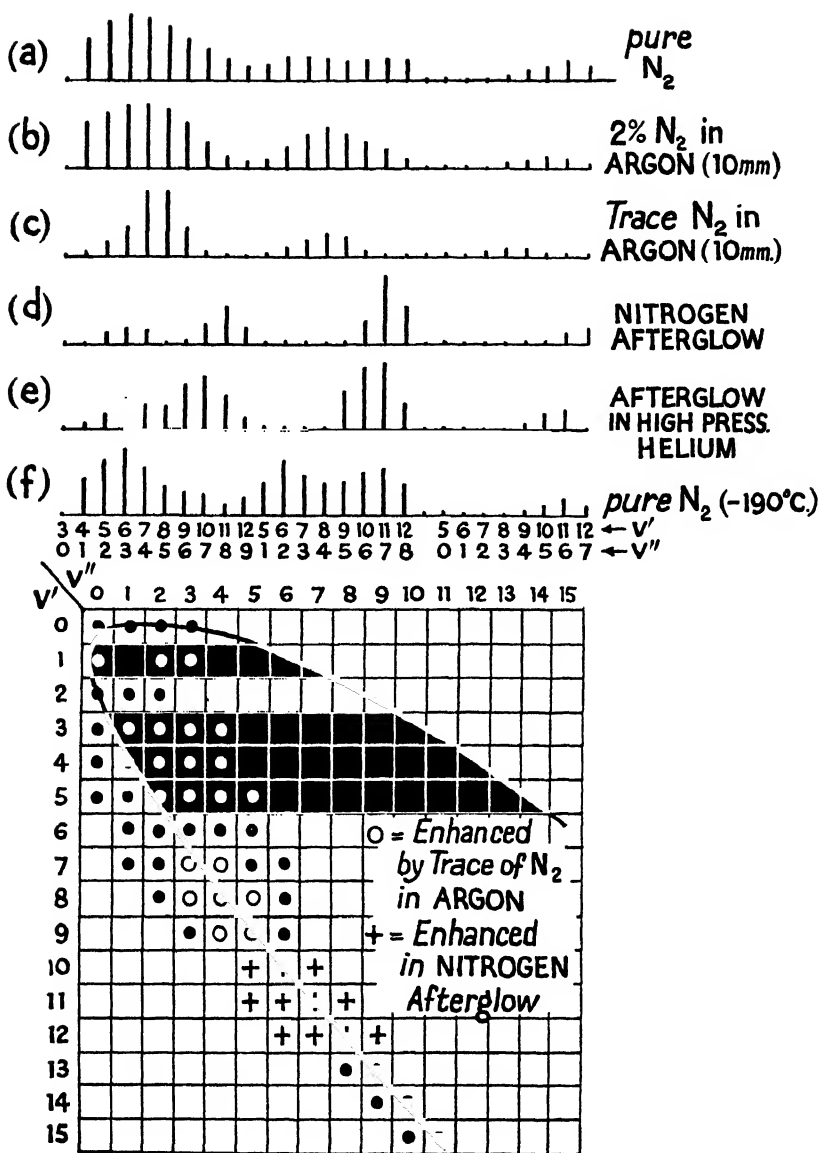 (a) pure
N2
(b) 2% N2 in
ARGON (10mm)
(c) Trace N2 in
ARGON (10mm.)
(d) NITROGEN
AFTERGLOW
(e) AFTERGLOW
IN HIGH PRESS.
HELIUM
(f) pure N2 (-190°C.)
3 4 5 6 7 8 9 10 11 12 5 6 7 8 9 10 11 12 5 6 7 8 9 10 11 12 ←v'
0 1 2 3 4 5 6 7 8 9 1 2 3 4 5 6 7 8 0 1 2 3 4 5 6 7 ←v"
v' v"
0 1 2 3 4 5 6 7 8 9 10 11 12 13 14 15
0
1
2
3
4
5
6 O = Enhanced
7 by Trace of N2
8 in ARGON
9 + = Enhanced
10 + + in NITROGEN
11 + + + Afterglow
12 + + +
13
14
15